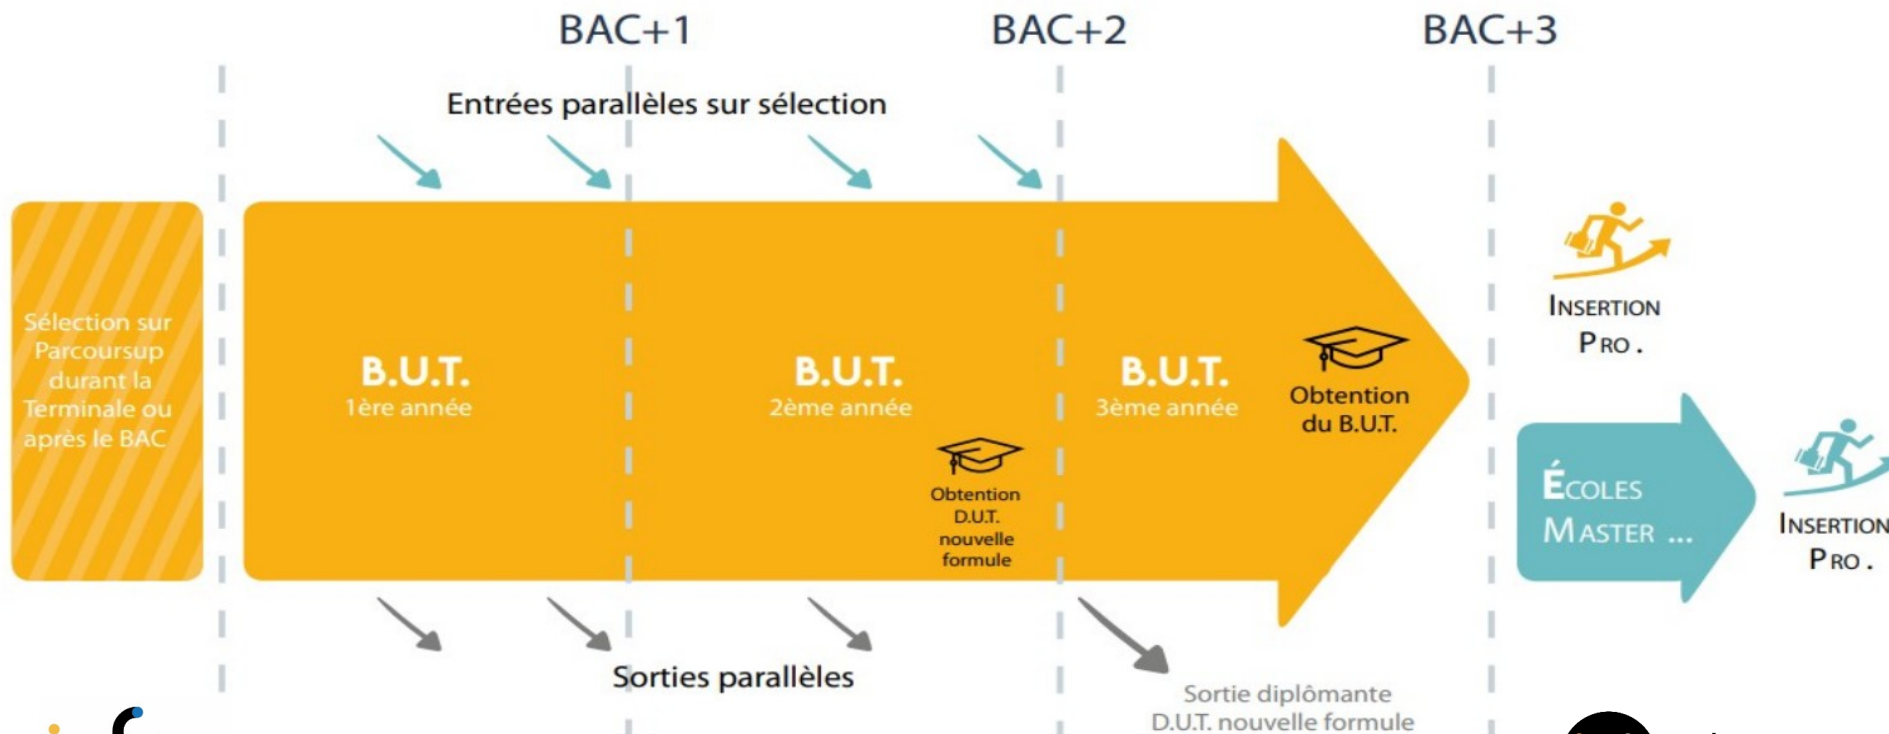 BAC+1
BAC+2
BAC+3
Entrées parallèles sur sélection
Sélection sur
Parcoursup
durant la
Terminale ou
après le BAC
B.U.T.
1ère année
B.U.T.
2ème année
Obtention
D.U.T.
nouvelle
formule
B.U.T.
3ème année
Obtention
du B.U.T.
INSERTION
PRO .
ÉCOLES
MASTER ...
INSERTION
PRO .
Sorties parallèles
Sortie diplômante
D.U.T. nouvelle formule